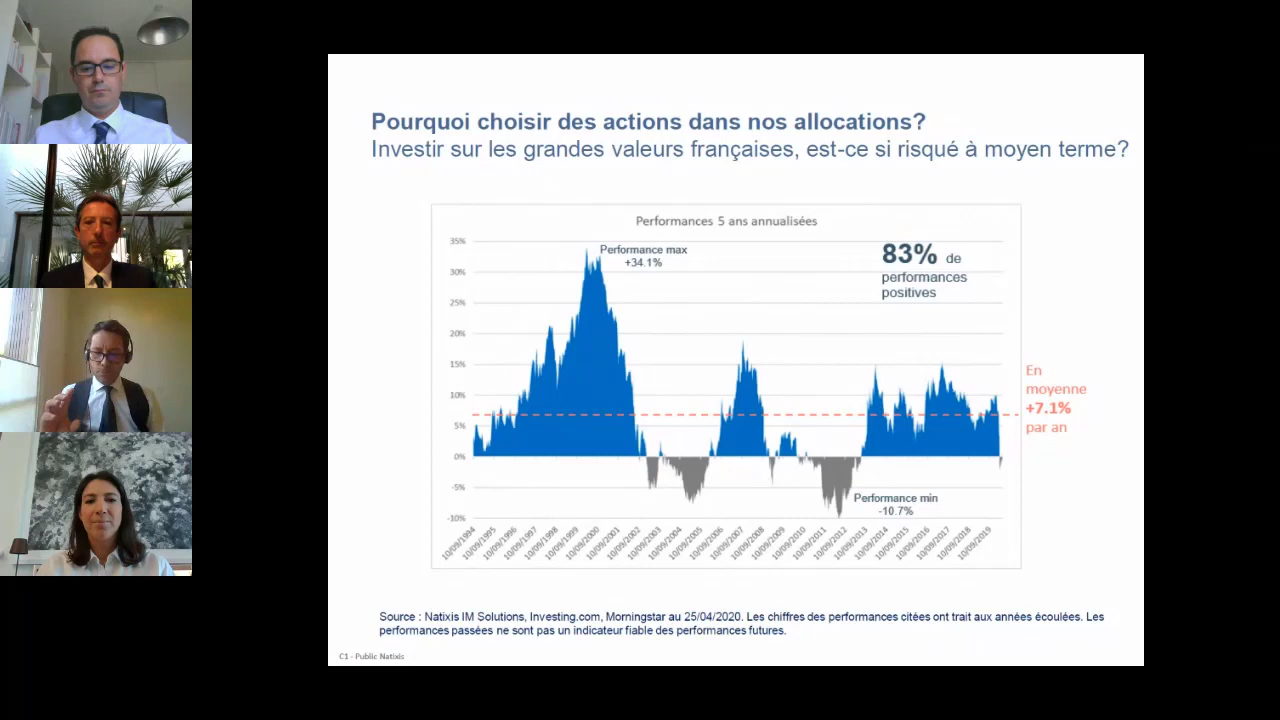 Pourquoi choisir des actions dans nos allocations?
Investir sur les grandes valeurs françaises, est-ce si risqué à moyen terme?
Performances 5 ans annualisées
35%
30%
25%
20%
15%
10%
5%
0%
-5%
-10%
Performance max
+34.1%
83% de
performances
positives
En
moyenne
+7.1%
par an
Performance min
-10.7%
10/09/1994
10/09/1995
10/09/1996
10/09/1997
10/09/1998
10/09/1999
10/09/2000
10/09/2001
10/09/2002
10/09/2003
10/09/2004
10/09/2005
10/09/2006
10/09/2007
10/09/2008
10/09/2009
10/09/2010
10/09/2011
10/09/2012
10/09/2013
10/09/2014
10/09/2015
10/09/2016
10/09/2017
10/09/2018
10/09/2019
Source : Natixis IM Solutions, Investing.com, Morningstar au 25/04/2020. Les chiffres des performances citées ont trait aux années écoulées. Les
performances passées ne sont pas un indicateur fiable des performances futures.
C1 - Public Natixis